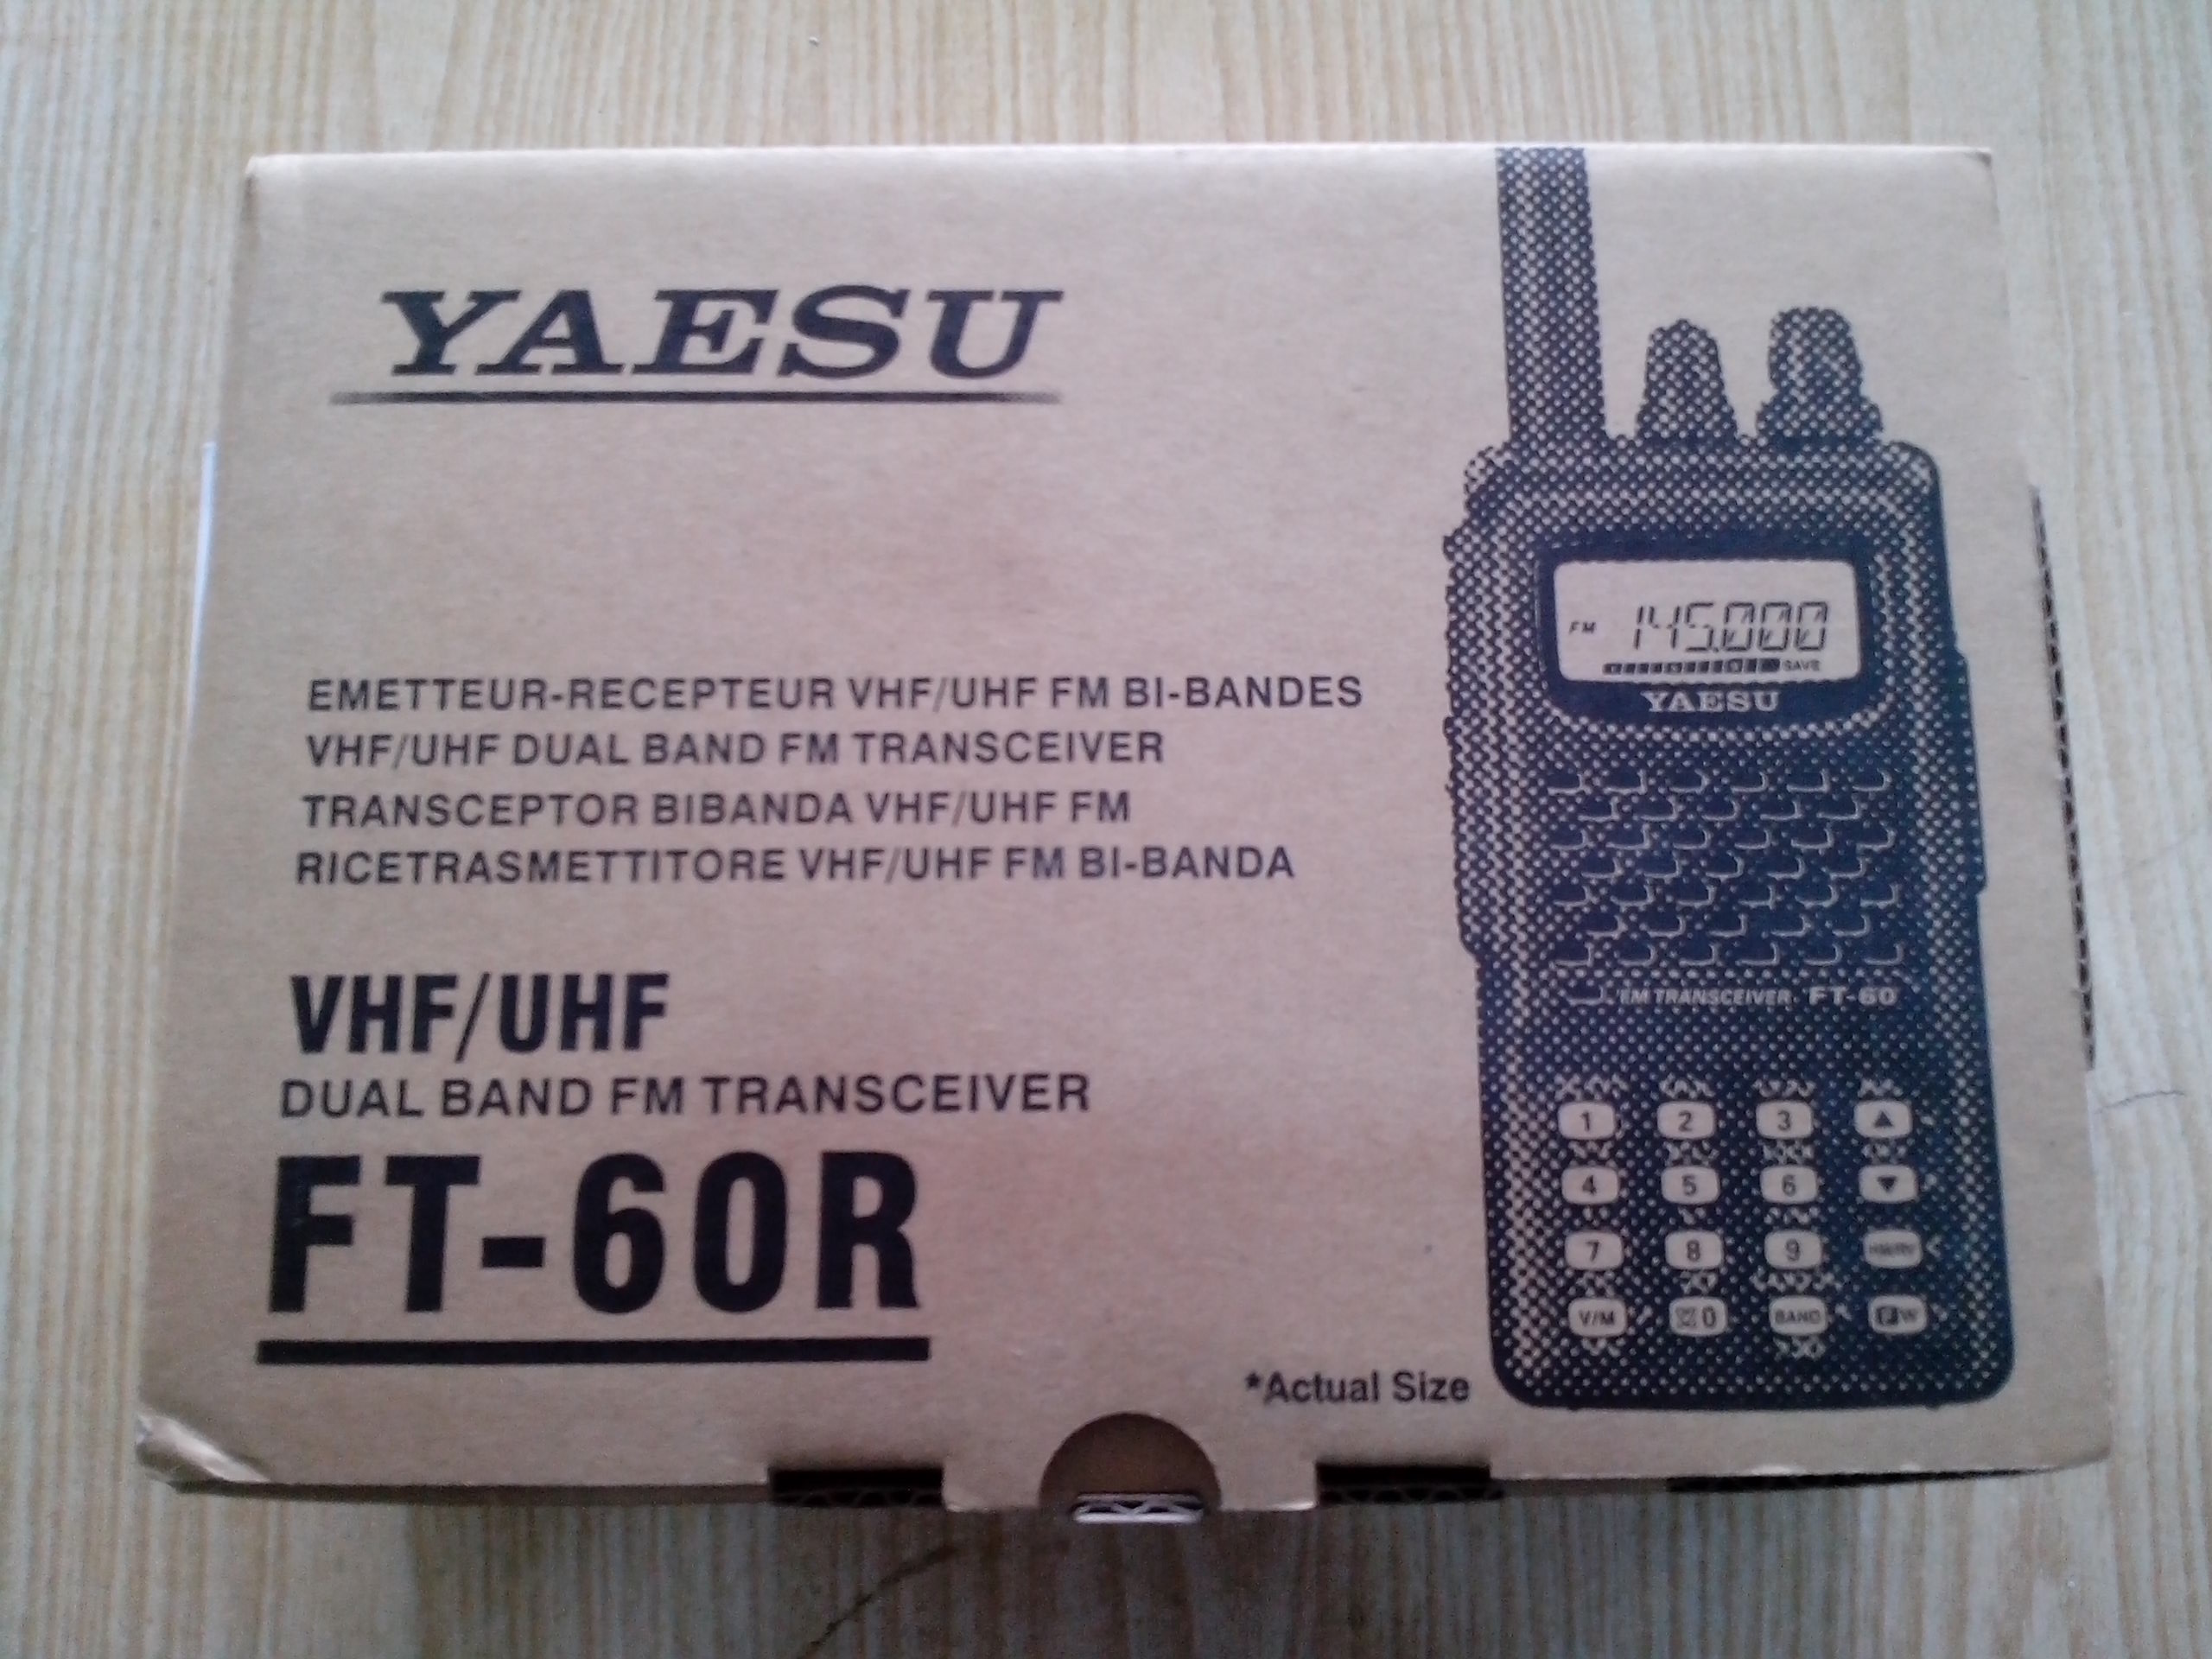 YAESU
EMETTEUR-RECEPTEUR VHF/UHF FM BI-BANDES
VHF/UHF DUAL BAND FM TRANSCEIVER
TRANSCEPTOR BIBANDA VHF/UHF FM
RICETRASMETTITORE VHF/UHF FM BI-BANDA
VHF/UHF
DUAL BAND FM TRANSCEIVER
FT-60R
*Actual Size
FM 145.000
SAVE
YAESU
FM TRANSCEIVER FT-60
1 2 3 ▲
4 5 6 ▼
7 8 9
V/M 0 BAND F W